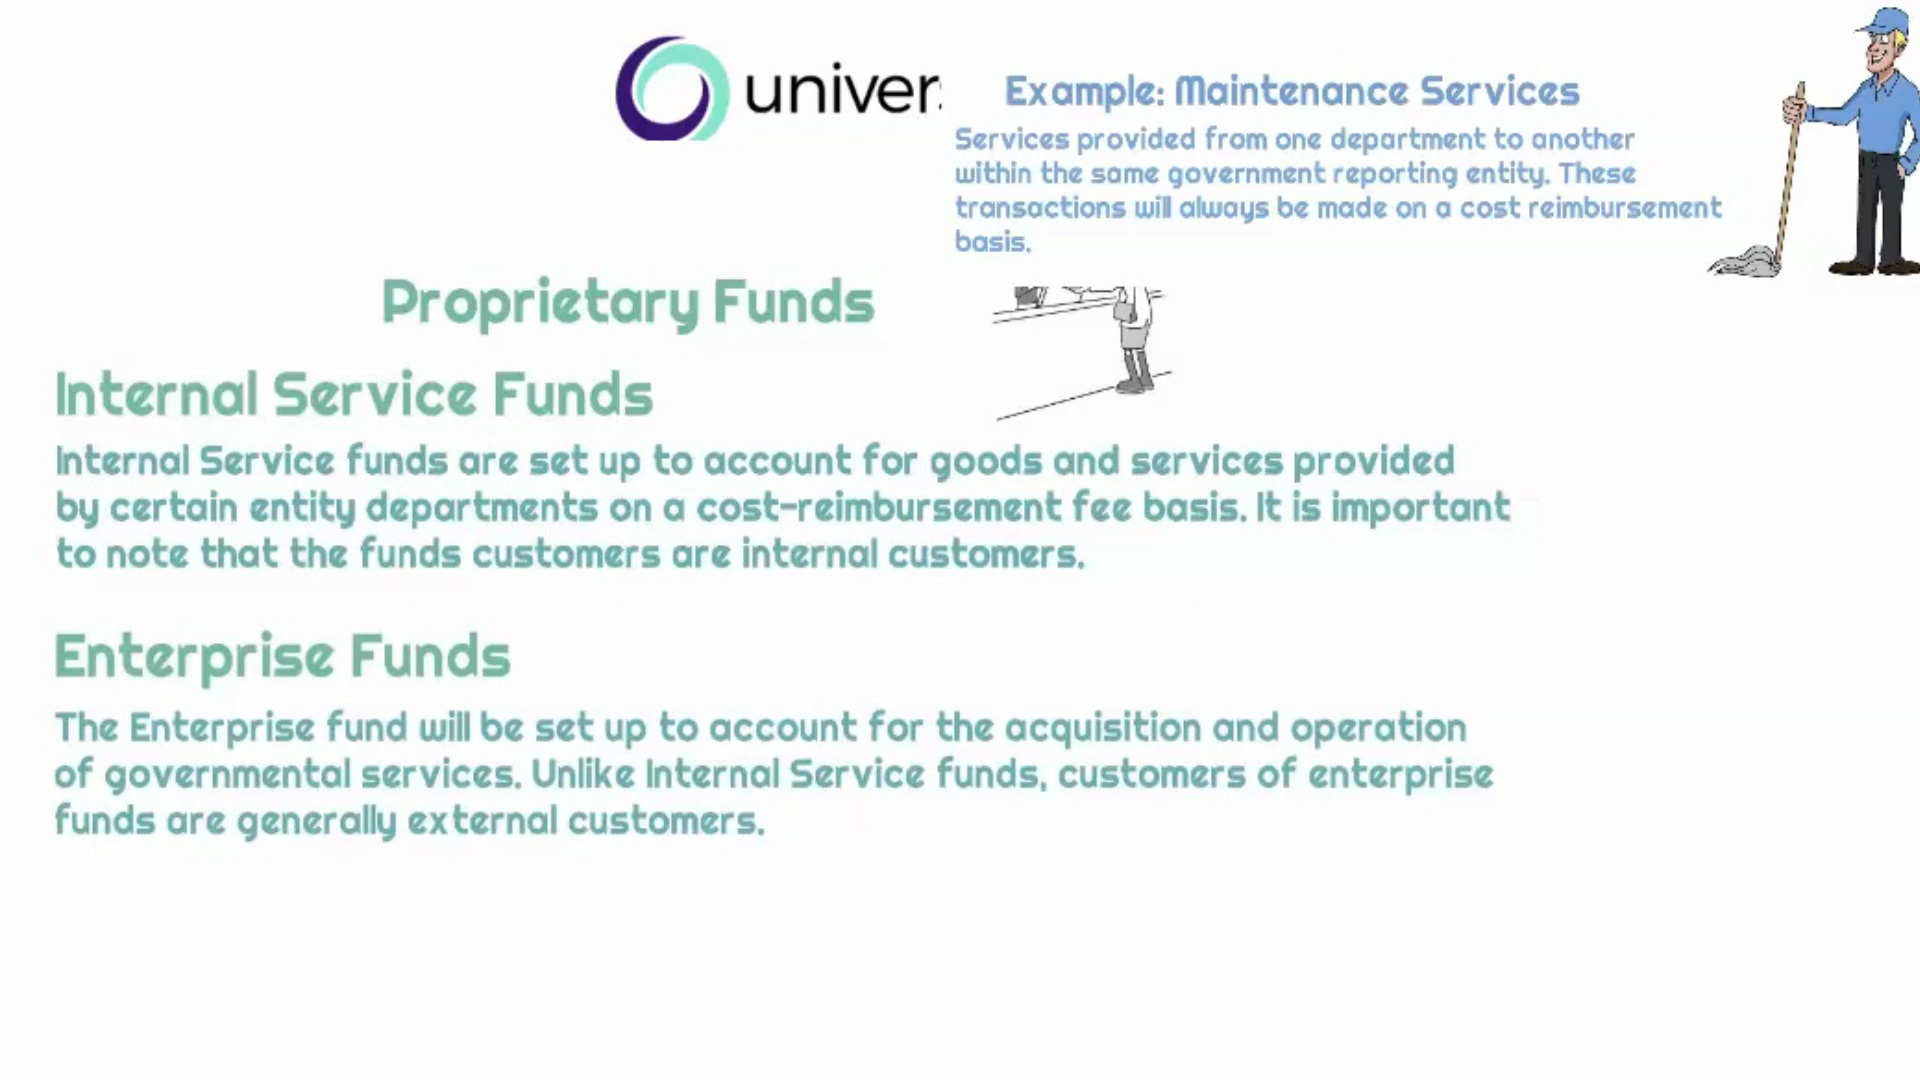 univer
Example: Maintenance Services
Services provided from one department to another
within the same government reporting entity. These
transactions will always be made on a cost reimbursement
basis.
Proprietary Funds
Internal Service Funds
Internal Service funds are set up to account for goods and services provided
by certain entity departments on a cost-reimbursement fee basis. It is important
to note that the funds customers are internal customers.
Enterprise Funds
The Enterprise fund will be set up to account for the acquisition and operation
of governmental services. Unlike Internal Service funds, customers of enterprise
funds are generally external customers.